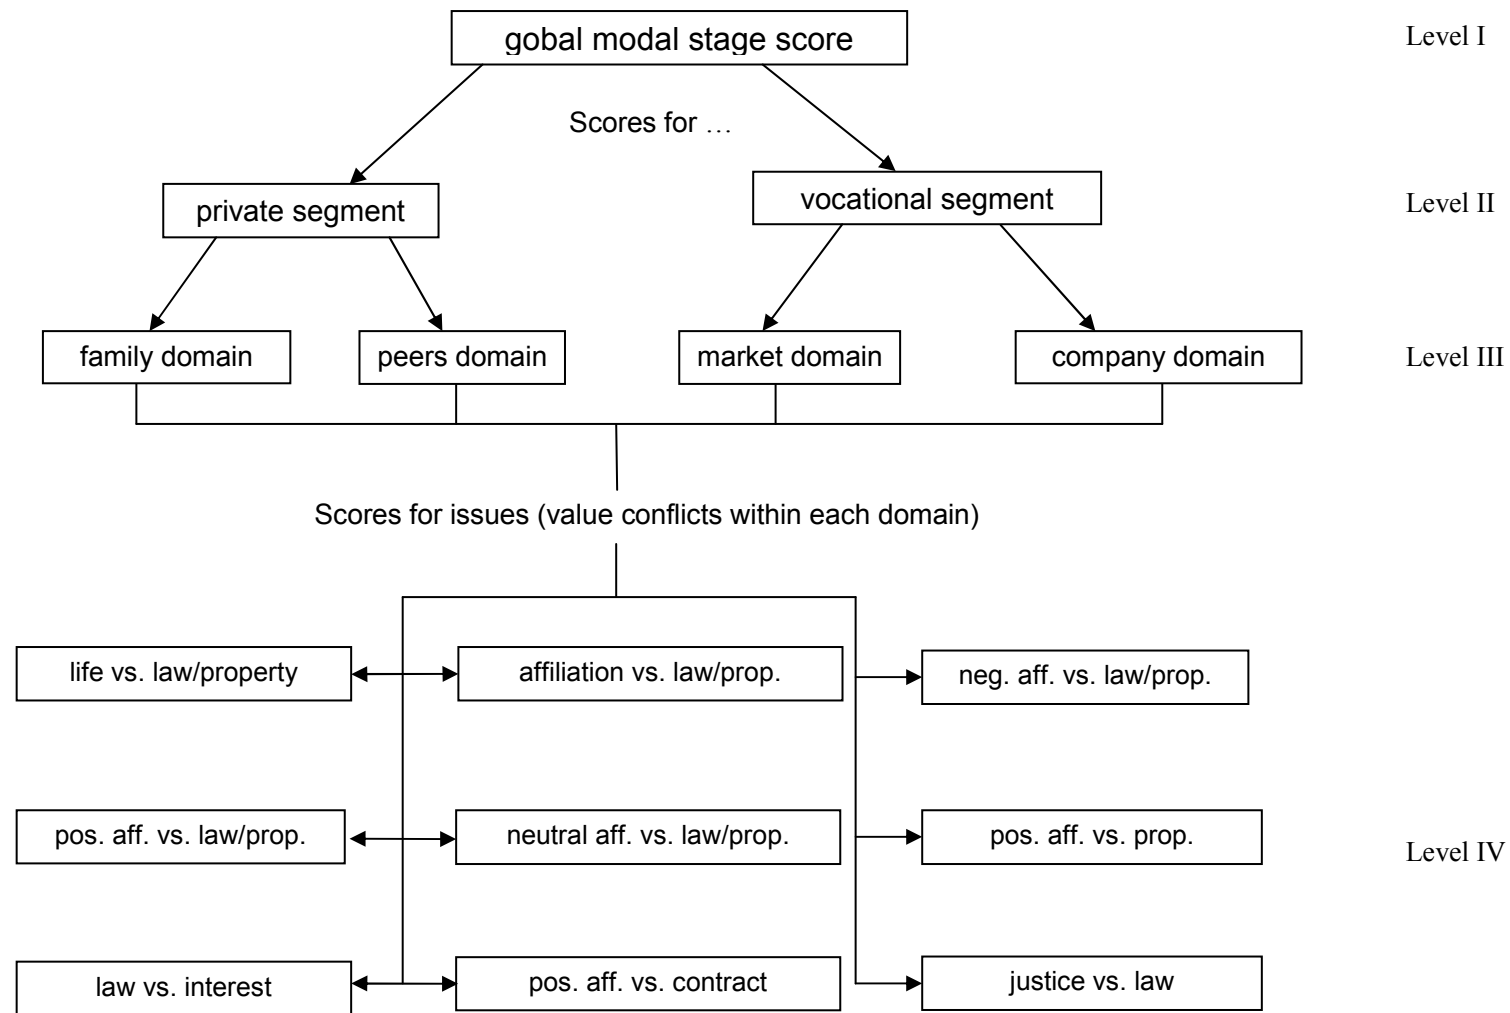 gobal modal stage score
Level I
Scores for …
private segment
vocational segment
Level II
family domain
peers domain
market domain
company domain
Level III
Scores for issues (value conflicts within each domain)
life vs. law/property
affiliation vs. law/prop.
neg. aff. vs. law/prop.
pos. aff. vs. law/prop.
neutral aff. vs. law/prop.
pos. aff. vs. prop.
Level IV
law vs. interest
pos. aff. vs. contract
justice vs. law